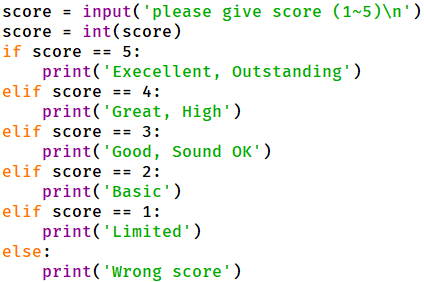 score = input('please give score (1~5)\n')
score = int(score)
if score == 5:
    print('Execellent, Outstanding')
elif score == 4:
    print('Great, High')
elif score == 3:
    print('Good, Sound OK')
elif score == 2:
    print('Basic')
elif score == 1:
    print('Limited')
else:
    print('Wrong score')